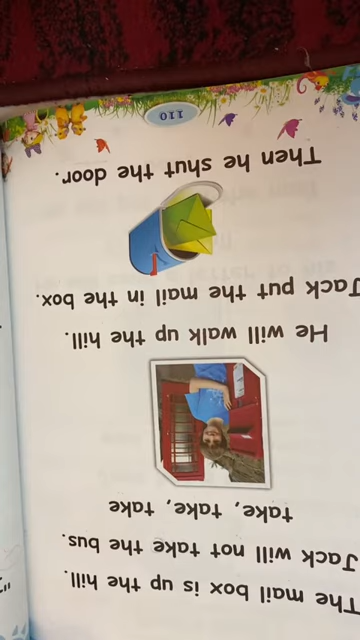 The mail box is up the hill.
Jack will not take the bus.
take, take, take
He will walk up the hill.
Jack put the mail in the box.
Then he shut the door.
110